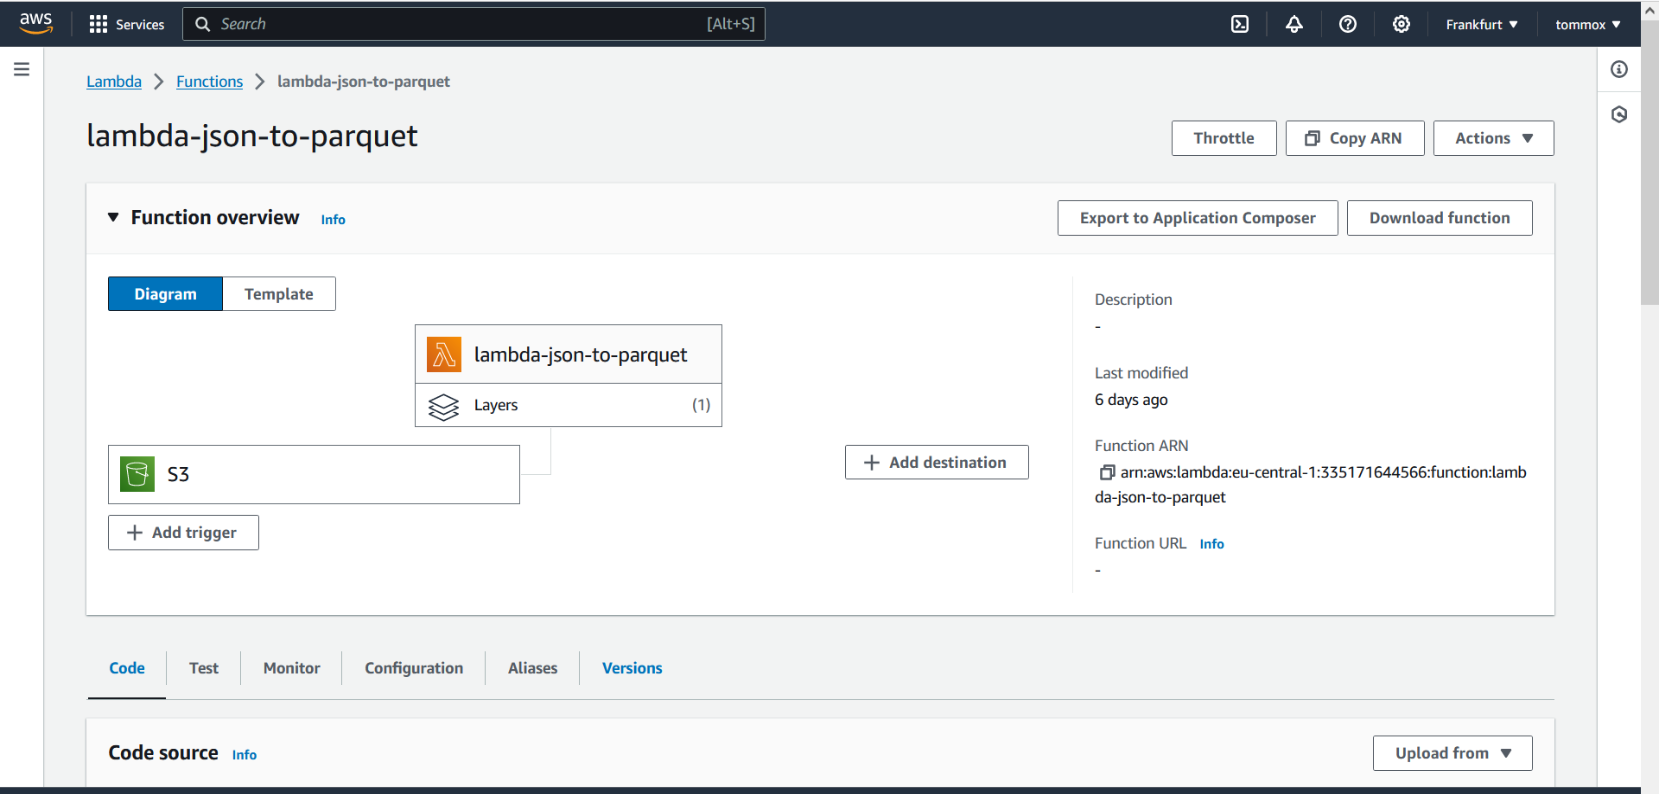 aws Services Search [Alt+S] Frankfurt tommox
Lambda Functions lambda-json-to-parquet
lambda-json-to-parquet
Throttle Copy ARN Actions
Function overview Info Export to Application Composer Download function
Diagram Template
lambda-json-to-parquet
Layers (1)
S3
Add trigger
Add destination
Description
-
Last modified
6 days ago
Function ARN
arn:aws:lambda:eu-central-1:335171644566:function:lamb
da-json-to-parquet
Function URL Info
-
Code Test Monitor Configuration Aliases Versions
Code source Info Upload from